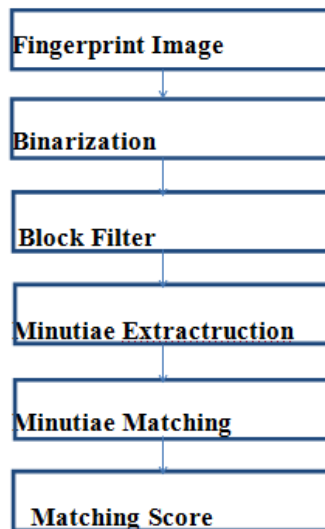 Fingerprint Image
Binarization
Block Filter
Minutiae Extractruction
Minutiae Matching
Matching Score